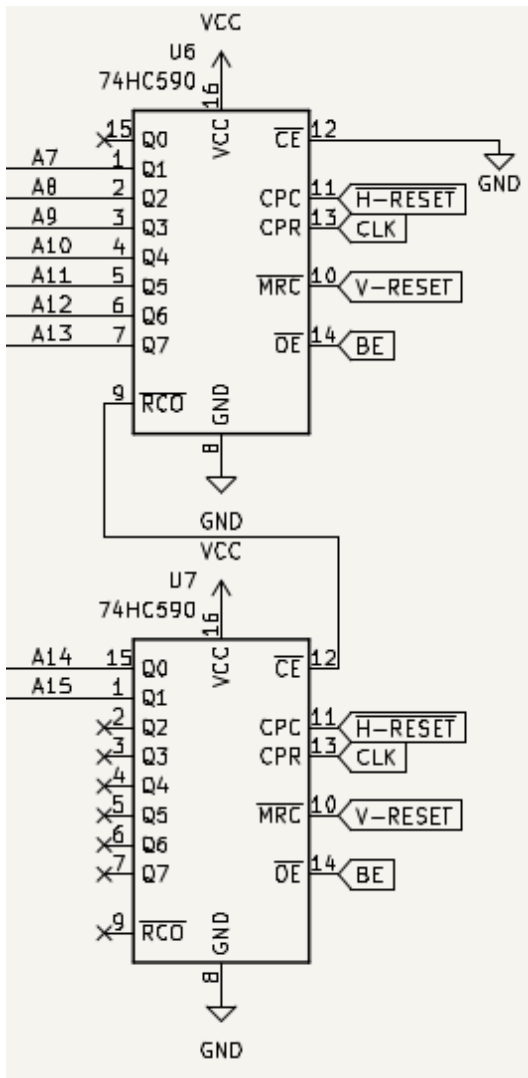 VCC
U6
74HC590
16
VCC
15 Q0 CE 12
GND
A7 1 Q1
A8 2 Q2 CPC 11 H-RESET
A9 3 Q3 CPR 13 CLK
A10 4 Q4
A11 5 Q5 MRC 10 V-RESET
A12 6 Q6
A13 7 Q7 OE 14 BE
9 RCO GND
8
GND
VCC
U7
74HC590
16
VCC
A14 15 Q0 CE 12
A15 1 Q1
2 Q2 CPC 11 H-RESET
3 Q3 CPR 13 CLK
4 Q4
5 Q5 MRC 10 V-RESET
6 Q6
7 Q7 OE 14 BE
9 RCO GND
8
GND